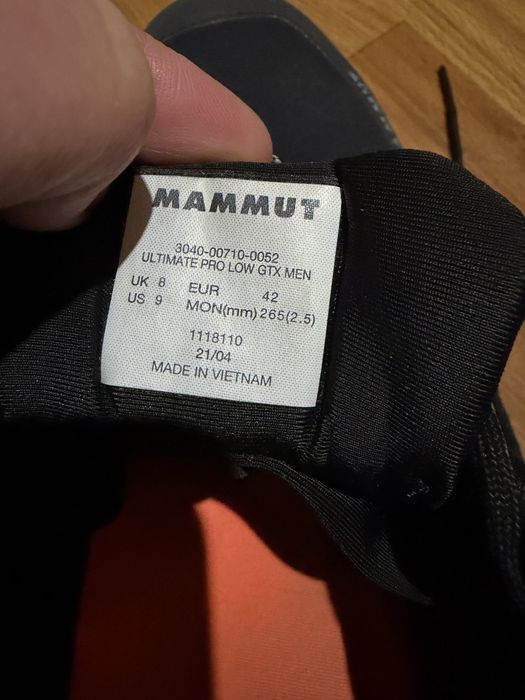 MAMMUT
3040-00710-0052
ULTIMATE PRO LOW GTX MEN
UK 8 EUR 42
US 9 MON(mm) 265(2.5)
1118110
21/04
MADE IN VIETNAM